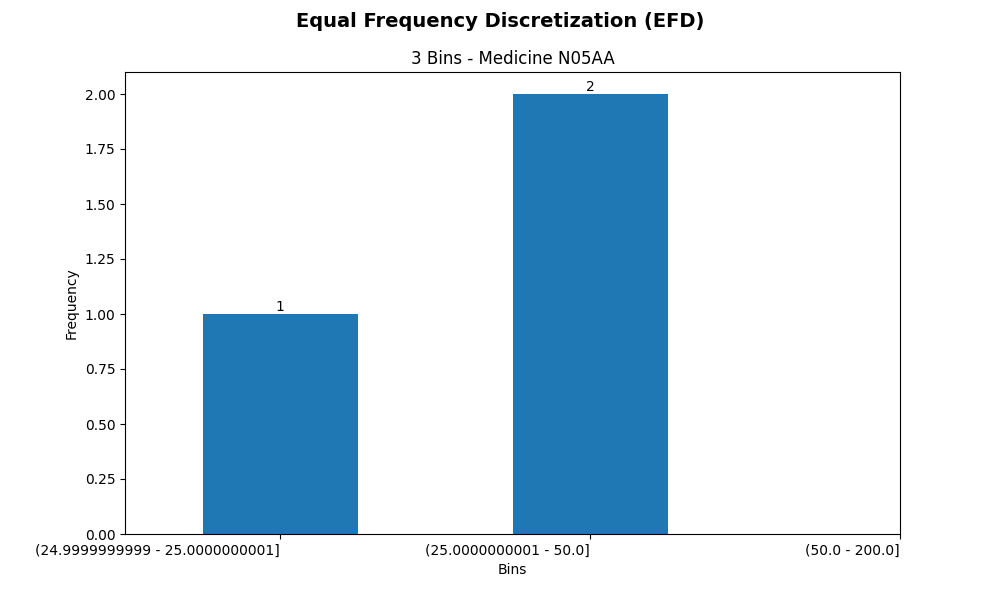 Equal Frequency Discretization (EFD)
3 Bins - Medicine N05AA
2
2.00
1.75
1.50
1.25
1
1.00
0.75
0.50
0.25
0.00
Frequency
(24.9999999999 - 25.0000000001]
(25.0000000001 - 50.0]
(50.0 - 200.0]
Bins